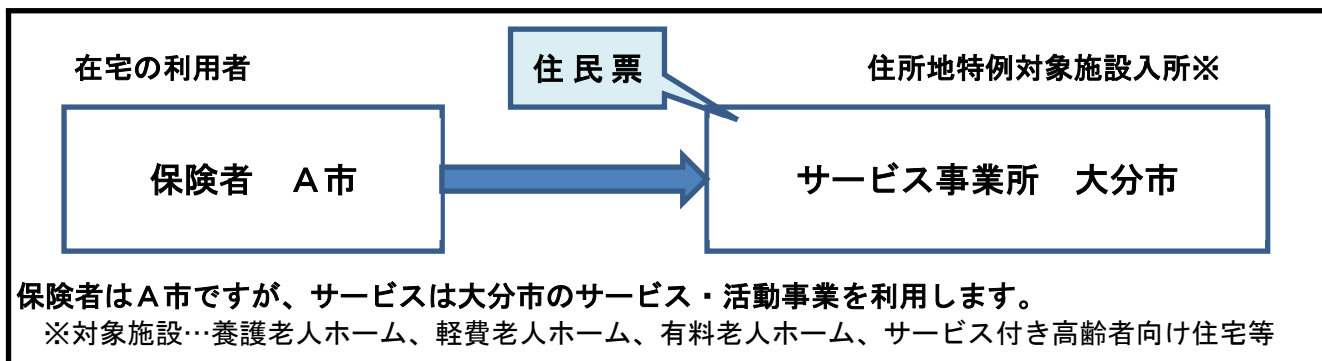 在宅の利用者
住民票
住所地特例対象施設入所※
保険者　A市
サービス事業所　大分市
保険者はA市ですが、サービスは大分市のサービス・活動事業を利用します。
※対象施設…養護老人ホーム、軽費老人ホーム、有料老人ホーム、サービス付き高齢者向け住宅等